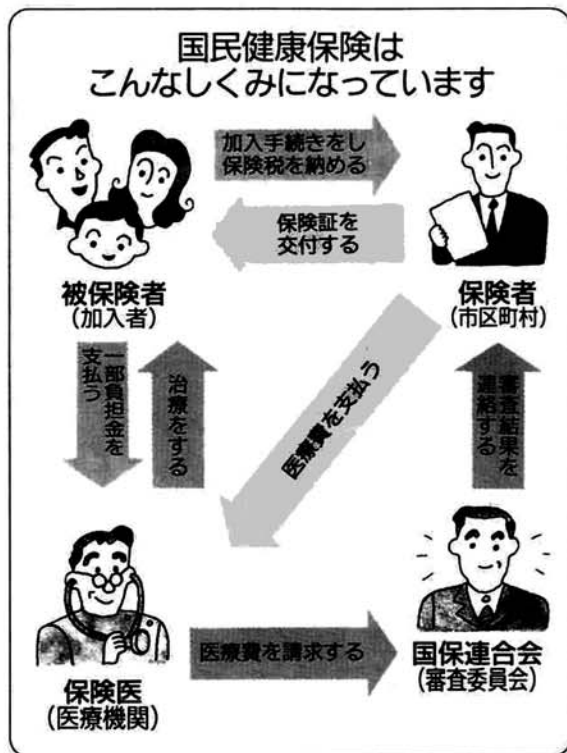 国民健康保険は
こんなしくみになっています
加入手続きをし
保険税を納める
保険証を
交付する
被保険者
(加入者)
保険者
(市区町村)
一部負担金を
支払う
治療をする
医療費を支払う
審査結果を
連絡する
医療費を請求する
保険医
(医療機関)
国保連合会
(審査委員会)